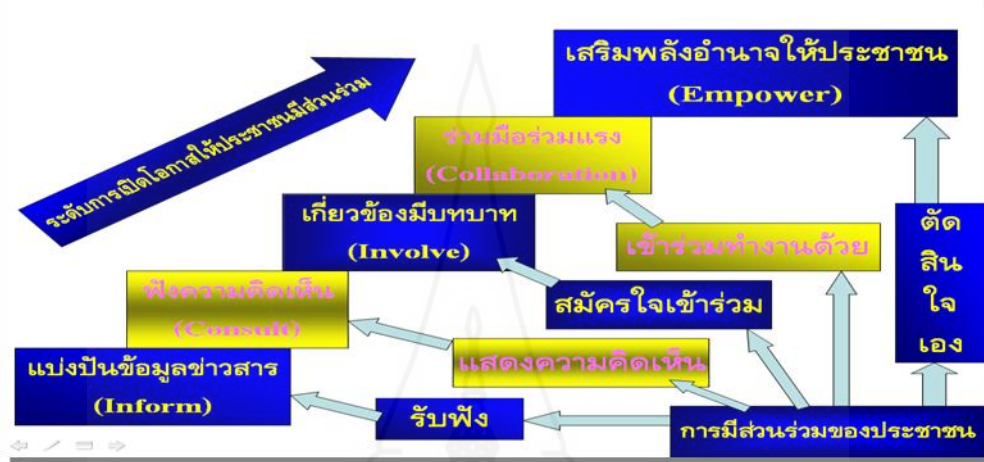 เสริมพลังอำนาจให้ประชาชน
(Empower)
ระดับการเปิดโอกาสให้ประชาชนมีส่วนร่วม
ร่วมมือร่วมแรง
(Collaboration)
เกี่ยวข้องมีบทบาท
(Involve)
เข้าร่วมทำงานด้วย
ตัด
สิน
ใจ
เอง
ฟังความคิดเห็น
(Consult)
สมัครใจเข้าร่วม
แบ่งปันข้อมูลข่าวสาร
(Inform)
แสดงความคิดเห็น
รับฟัง
การมีส่วนร่วมของประชาชน